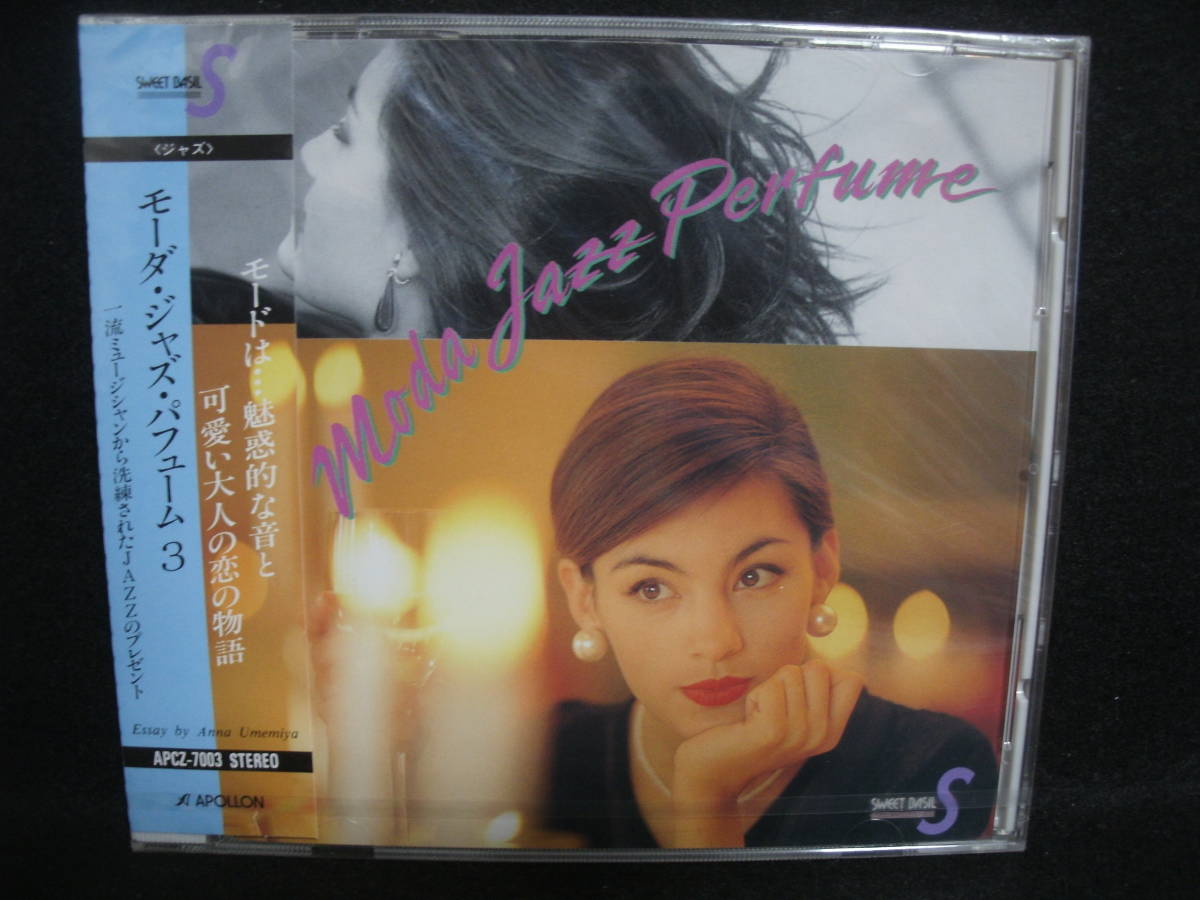 SWEET BASIL S
〈ジャズ〉
モーダ・ジャズ・パフューム 3
一流ミュージシャンから洗練されたJAZZのプレゼント
モードは…魅惑的な音と
可愛い大人の恋の物語
Essay by Anna Umemiya
APCZ-7003 STEREO
APOLLON
Moda Jazz Perfume
SWEET BASIL S